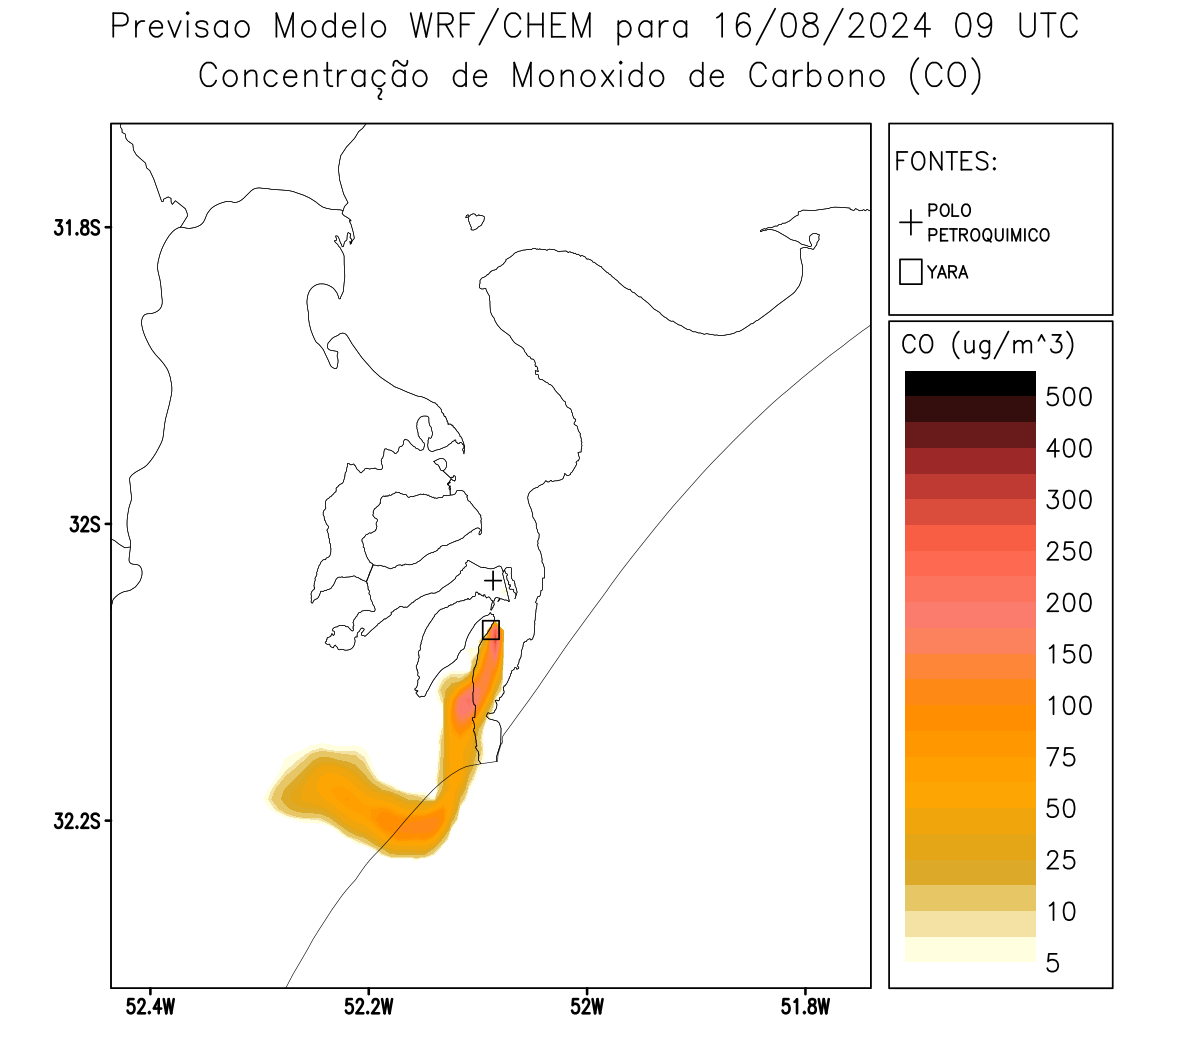 Previsao Modelo WRF/CHEM para 16/08/2024 09 UTC
Concentração de Monoxido de Carbono (CO)
FONTES:
POLO
PETROQUIMICO
YARA
31.8S
32S
32.2S
52.4W
52.2W
52W
51.8W
CO (ug/m^3)
500
400
300
250
200
150
100
75
50
25
10
5